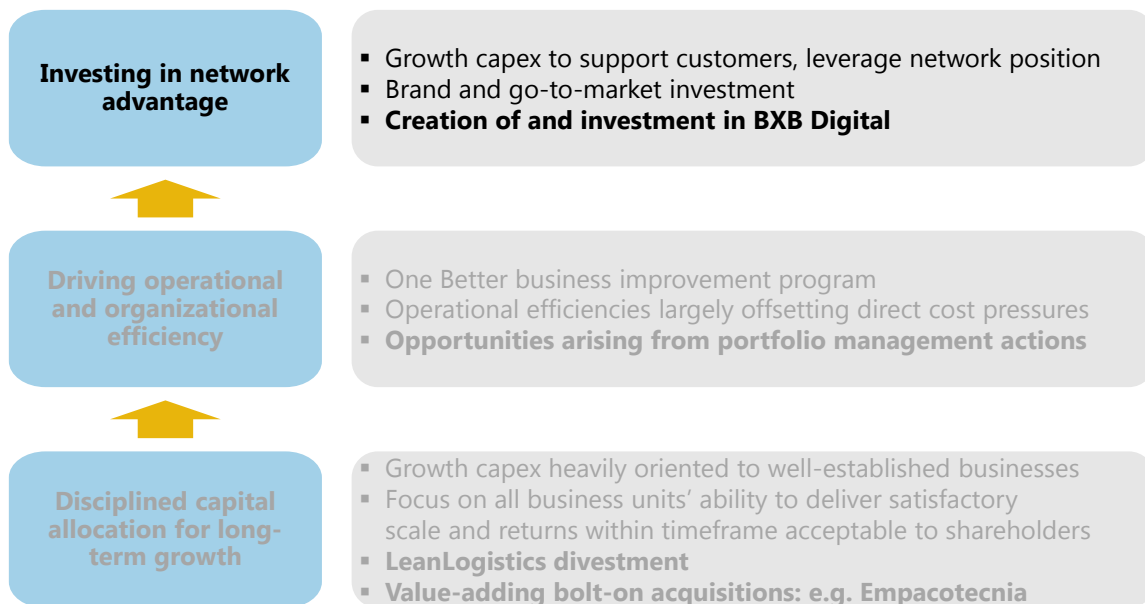 Investing in network
advantage
▪ Growth capex to support customers, leverage network position
▪ Brand and go-to-market investment
▪ Creation of and investment in BXB Digital
Driving operational
and organizational
efficiency
▪ One Better business improvement program
▪ Operational efficiencies largely offsetting direct cost pressures
▪ Opportunities arising from portfolio management actions
Disciplined capital
allocation for long-
term growth
▪ Growth capex heavily oriented to well-established businesses
▪ Focus on all business units’ ability to deliver satisfactory
scale and returns within timeframe acceptable to shareholders
▪ LeanLogistics divestment
▪ Value-adding bolt-on acquisitions: e.g. Empacotecnia